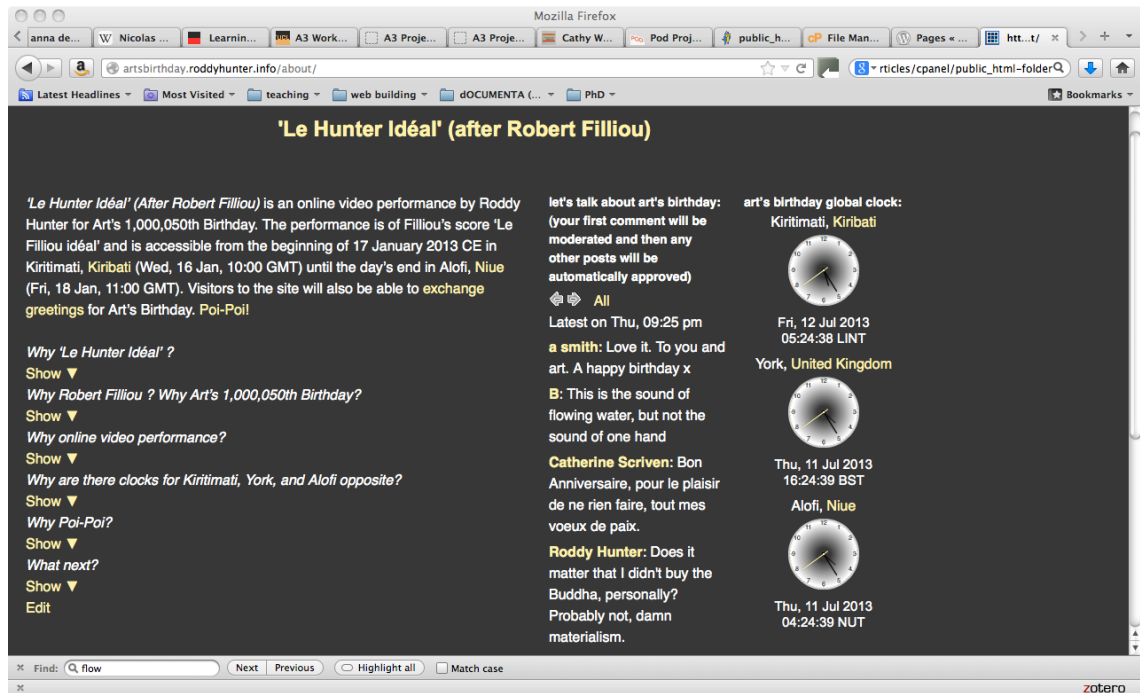 Mozilla Firefox
anna de...
Nicolas ...
Learnin...
A3 Work...
A3 Proje...
A3 Proje...
Cathy W...
Pod Proj...
public_h...
File Man...
Pages « ...
htt...t/
artsbirthday.roddyhunter.info/about/
rticles/cpanel/public_html-folder
Latest Headlines
Most Visited
teaching
web building
dOCUMENTA (...
PhD
Bookmarks
'Le Hunter Idéal' (after Robert Filliou)
'Le Hunter Idéal' (After Robert Filliou) is an online video performance by Roddy
Hunter for Art's 1,000,050th Birthday. The performance is of Filliou's score 'Le
Filliou idéal' and is accessible from the beginning of 17 January 2013 CE in
Kiritimati, Kiribati (Wed, 16 Jan, 10:00 GMT) until the day's end in Alofi, Niue
(Fri, 18 Jan, 11:00 GMT). Visitors to the site will also be able to exchange
greetings for Art's Birthday. Poi-Poi!
Why 'Le Hunter Idéal' ?
Show ▼
Why Robert Filliou ? Why Art's 1,000,050th Birthday?
Show ▼
Why online video performance?
Show ▼
Why are there clocks for Kiritimati, York, and Alofi opposite?
Show ▼
Why Poi-Poi?
Show ▼
What next?
Show ▼
Edit
let's talk about art's birthday:
(your first comment will be
moderated and then any
other posts will be
automatically approved)
All
Latest on Thu, 09:25 pm
a smith: Love it. To you and
art. A happy birthday x
B: This is the sound of
flowing water, but not the
sound of one hand
Catherine Scriven: Bon
Anniversaire, pour le plaisir
de ne rien faire, tout mes
voeux de paix.
Roddy Hunter: Does it
matter that I didn't buy the
Buddha, personally?
Probably not, damn
materialism.
art's birthday global clock:
Kiritimati, Kiribati
Fri, 12 Jul 2013
05:24:38 LINT
York, United Kingdom
Thu, 11 Jul 2013
16:24:39 BST
Alofi, Niue
Thu, 11 Jul 2013
04:24:39 NUT
Find: flow
Next
Previous
Highlight all
Match case
zotero